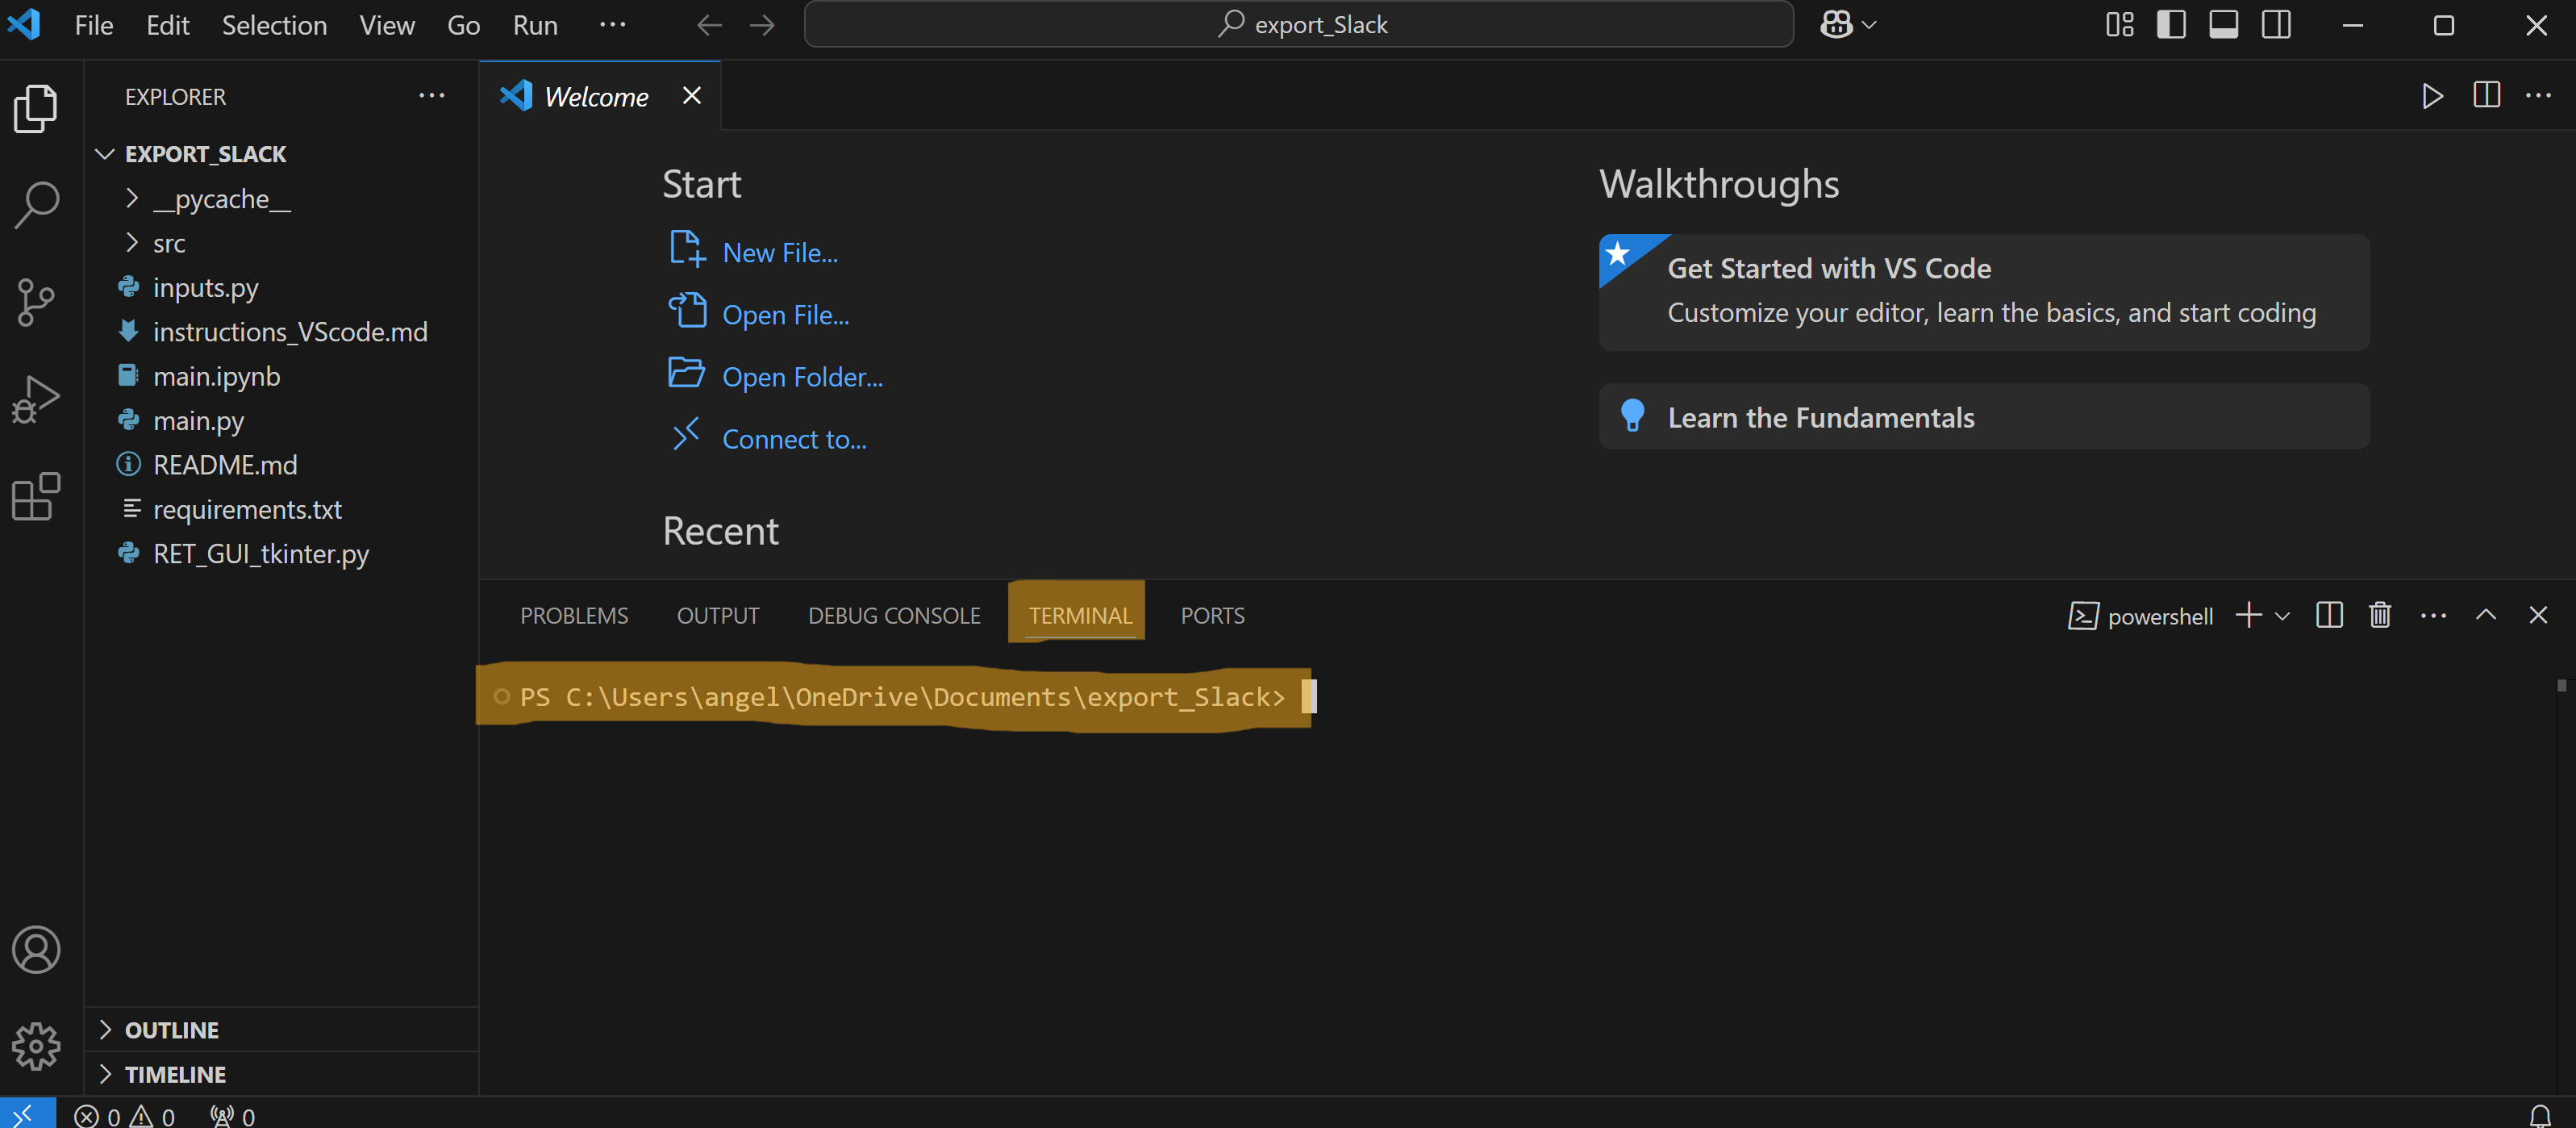 File Edit Selection View Go Run ···
export_Slack
EXPLORER ···
Welcome
EXPORT_SLACK
__pycache__
src
inputs.py
instructions_VScode.md
main.ipynb
main.py
README.md
requirements.txt
RET_GUI_tkinter.py
OUTLINE
TIMELINE
Start
New File...
Open File...
Open Folder...
Connect to...
Recent
Walkthroughs
Get Started with VS Code
Customize your editor, learn the basics, and start coding
Learn the Fundamentals
PROBLEMS OUTPUT DEBUG CONSOLE TERMINAL PORTS
powershell
PS C:\Users\angel\OneDrive\Documents\export_Slack>
0 0 0